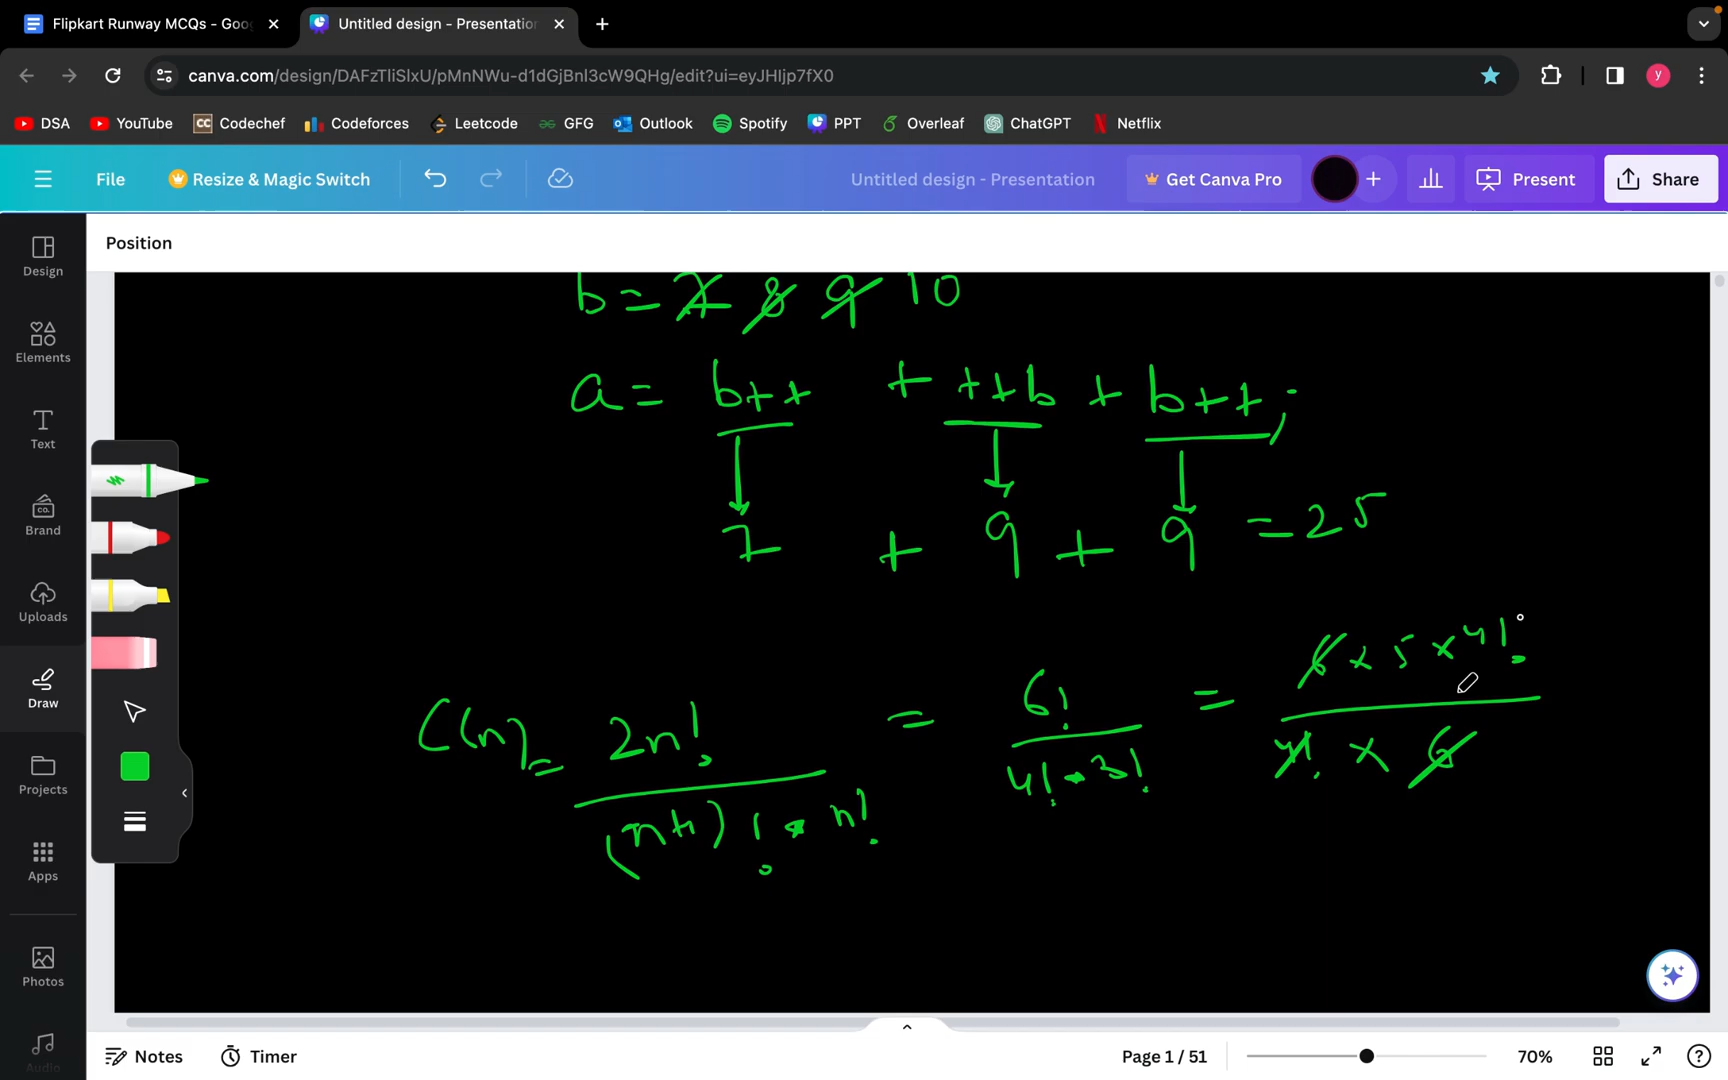 Flipkart Runway MCQs - Goo
Untitled design - Presentation
canva.com/design/DAFzTliSlxU/pMnNWu-d1dGjBnI3cW9QHg/edit?ui=eyJHIjp7fX0
y
DSA YouTube Codechef Codeforces Leetcode GFG Outlook Spotify PPT Overleaf ChatGPT Netflix
File Resize & Magic Switch Untitled design - Presentation Get Canva Pro Present Share
Position
Design
Elements
Text
Brand
Uploads
Draw
Projects
Apps
Photos
Audio
b = 7 8 9 10
a = b++ + ++b + b++;
7 + 9 + 9 = 25
C(n) = 2n! / (n+1)! * n! = 6! / 4! * 3! = 6 x 5 x 4! / 4! x 6
Notes Timer Page 1 / 51 70%